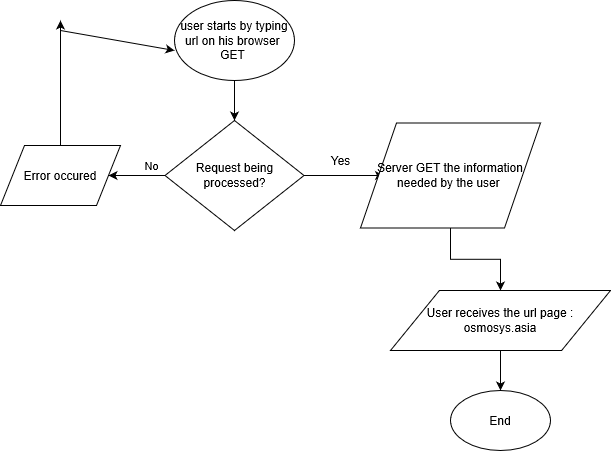 user starts by typing
url on his browser
GET
Request being
processed?
No
Yes
Error occured
Server GET the information
needed by the user
User receives the url page :
osmosys.asia
End